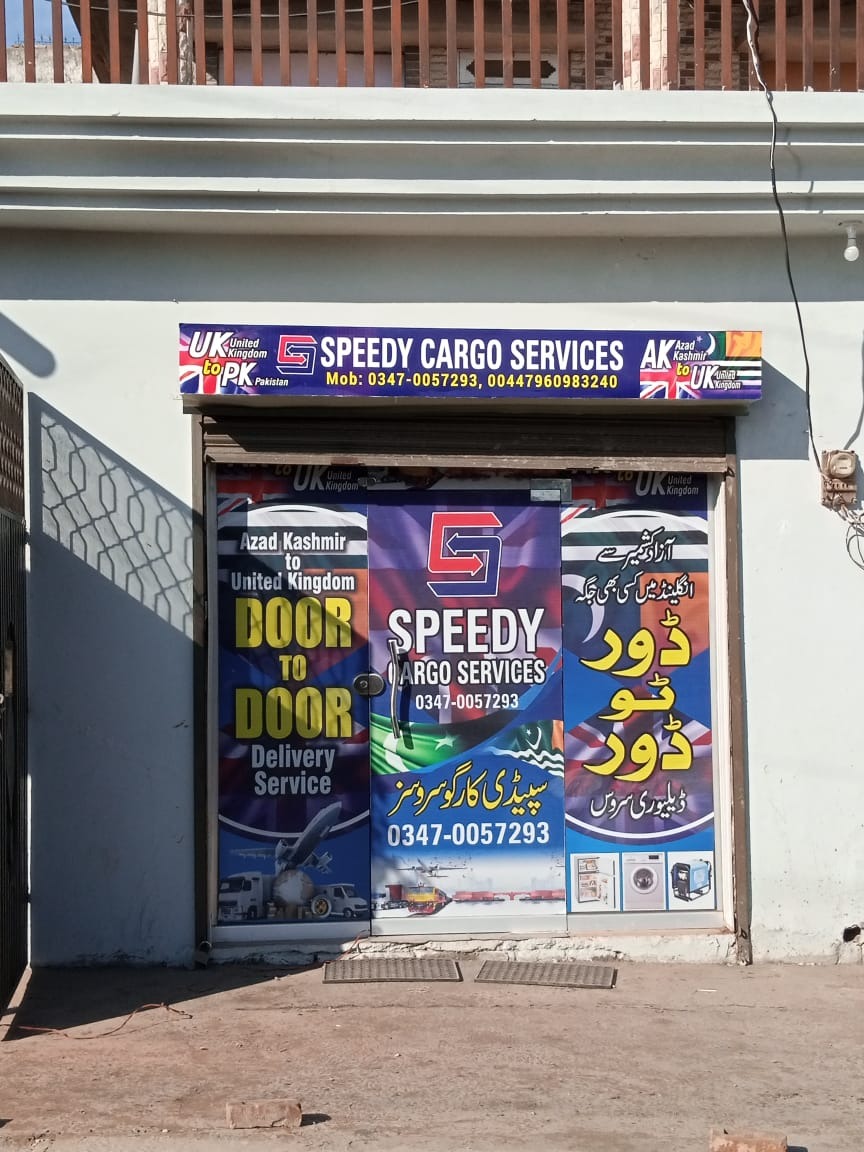 UK United
Kingdom
to PK Pakistan
SPEEDY CARGO SERVICES
Mob: 0347-0057293, 00447960983240
AK Azad
Kashmir
to UK United
Kingdom
to UK United
Kingdom
Azad Kashmir
to
United Kingdom
DOOR
TO
DOOR
Delivery
Service
SPEEDY
CARGO SERVICES
0347-0057293
سپیڈی کارگو سروسز
0347-0057293
to UK United
Kingdom
آزاد کشمیر سے
انگلینڈ میں کسی بھی جگہ
ڈور
ٹو
ڈور
ڈیلیوری سروس